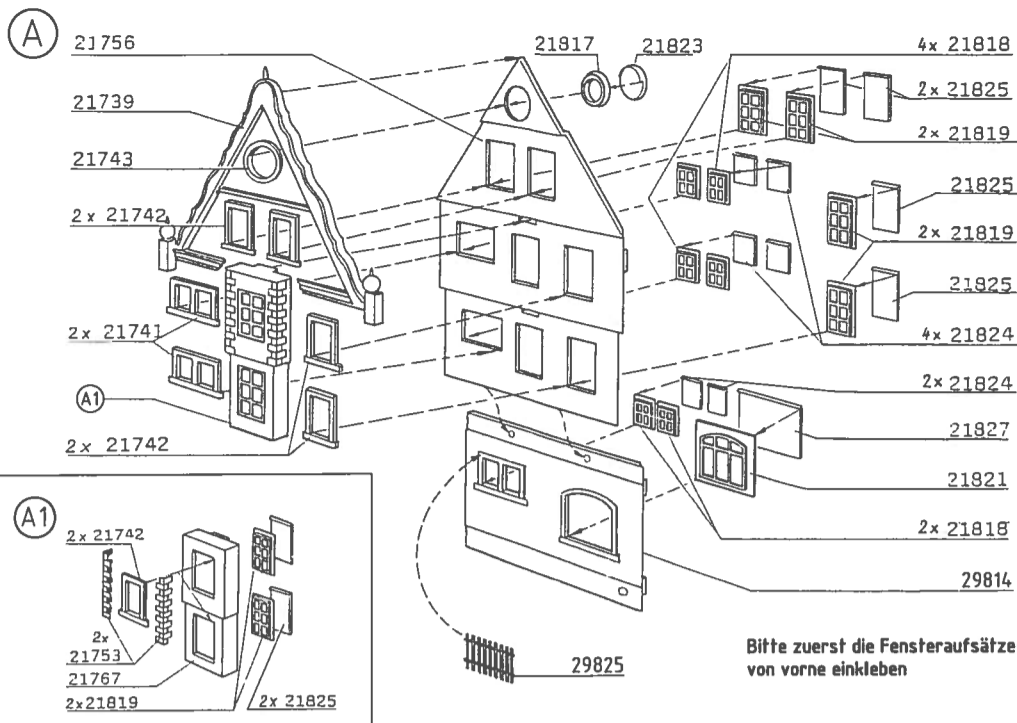 A
21756
21817
21823
4x 21818
21739
2x 21825
2x 21819
21743
21825
2x 21742
2x 21819
21825
2x 21741
4x 21824
A1
2x 21824
2x 21742
21827
21821
A1
2x 21742
2x 21818
29814
2x
21753
21767
2x21819
2x 21825
29825
Bitte zuerst die Fensteraufsätze
von vorne einkleben